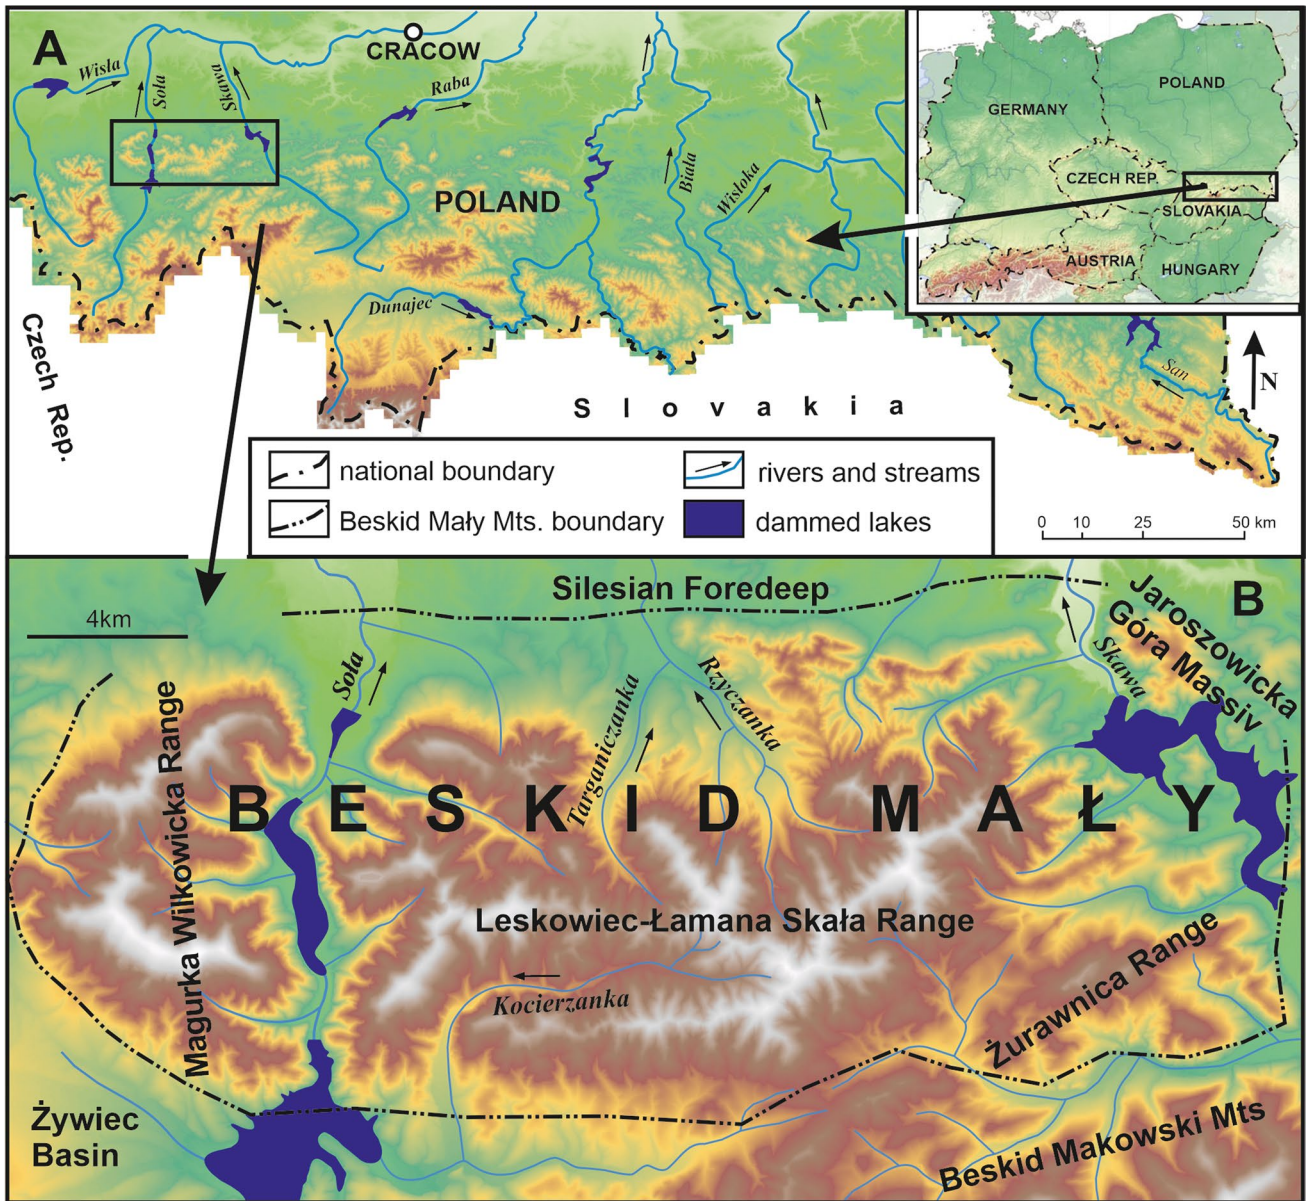 A
CRACOW
Wisła
Soła
Skawa
Raba
POLAND
Biała
Wisłoka
Dunajec
San
Czech Rep.
Slovakia
N
GERMANY
POLAND
CZECH REP.
SLOVAKIA
AUSTRIA
HUNGARY
national boundary
rivers and streams
Beskid Mały Mts. boundary
dammed lakes
0 10 25 50 km
B
4km
Silesian Foredeep
Jaroszowicka
Góra Massiv
Soła
Skawa
Targaniczanka
Rzyczanka
Magurka Wilkowicka Range
BESKID MAŁY
Leskowiec-Łamana Skała Range
Kocierzanka
Żurawnica Range
Żywiec
Basin
Beskid Makowski Mts